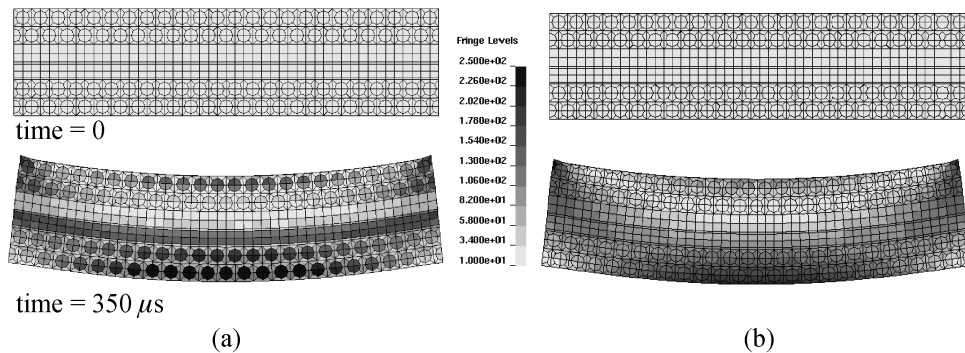 Fringe Levels
2.500e+02
2.260e+02
2.020e+02
1.780e+02
1.540e+02
1.300e+02
1.060e+02
8.200e+01
5.800e+01
3.400e+01
1.000e+01
time = 0
time = 350 μs
(a)
(b)